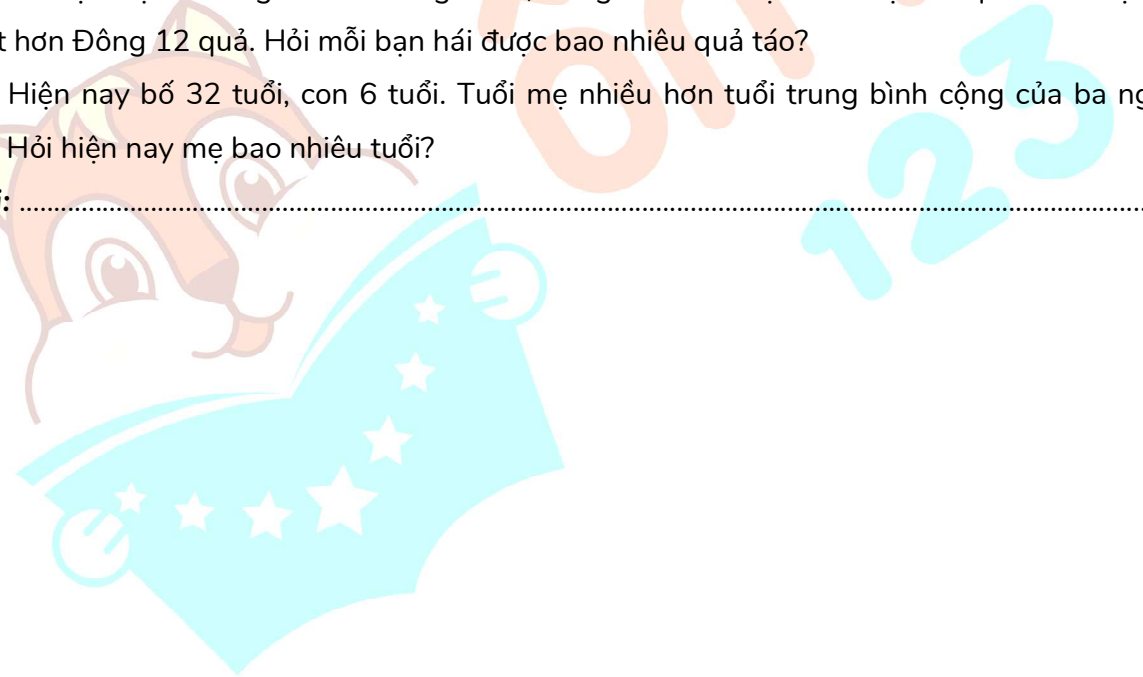 t hơn Đông 12 quả. Hỏi mỗi bạn hái được bao nhiêu quả táo?
Hiện nay bố 32 tuổi, con 6 tuổi. Tuổi mẹ nhiều hơn tuổi trung bình cộng của ba ng
Hỏi hiện nay mẹ bao nhiêu tuổi?
i: ........................................................................
123